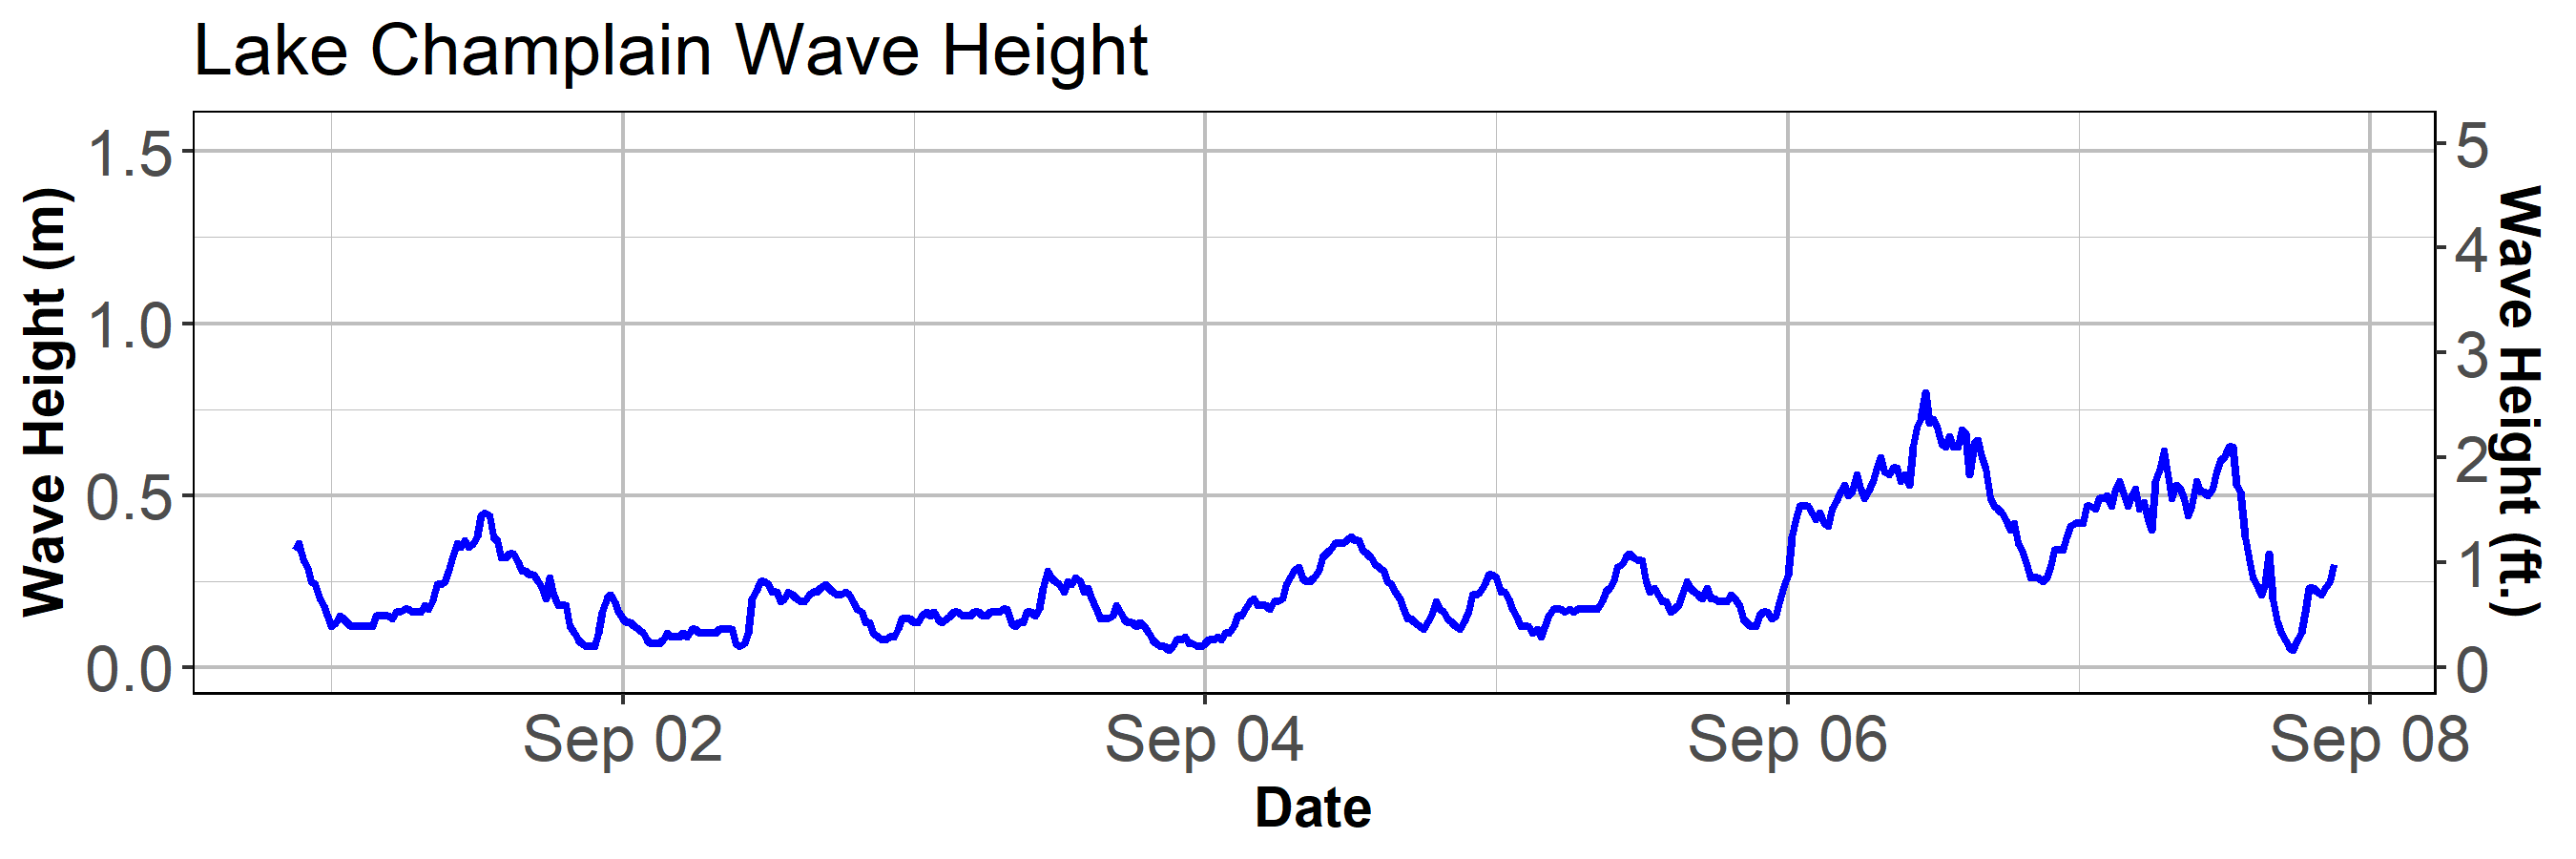 Lake Champlain Wave Height
Wave Height (m)
1.5
1.0
0.5
0.0
5
4
3
2
1
0
Wave Height (ft.)
Sep 02
Sep 04
Sep 06
Sep 08
Date